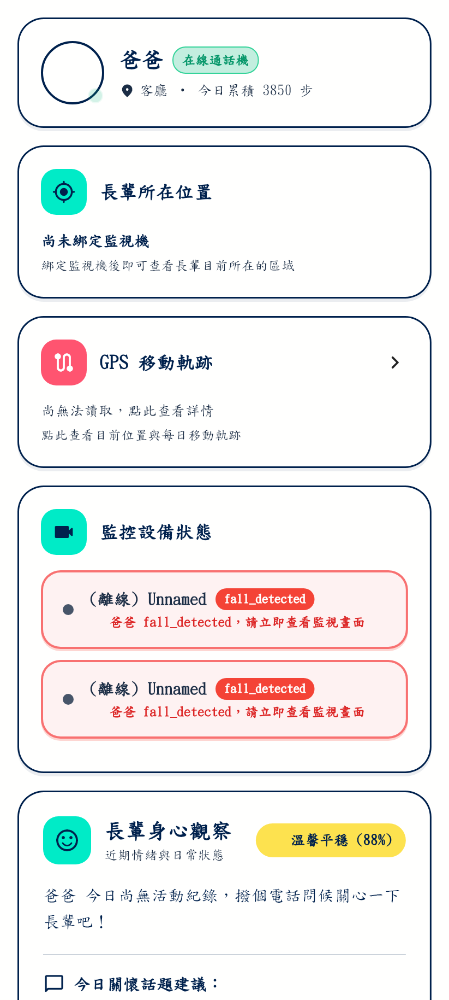 爸爸 在線通話機
客廳 · 今日累積 3850 步
長輩所在位置
尚未綁定監視機
綁定監視機後即可查看長輩目前所在的區域
GPS 移動軌跡
尚無法讀取，點此查看詳情
點此查看目前位置與每日移動軌跡
監控設備狀態
(離線) Unnamed fall_detected
爸爸 fall_detected，請立即查看監視畫面
(離線) Unnamed fall_detected
爸爸 fall_detected，請立即查看監視畫面
長輩身心觀察
近期情緒與日常狀態
溫馨平穩 (88%)
爸爸 今日尚無活動紀錄，撥個電話問候關心一下
長輩吧！
今日關懷話題建議：